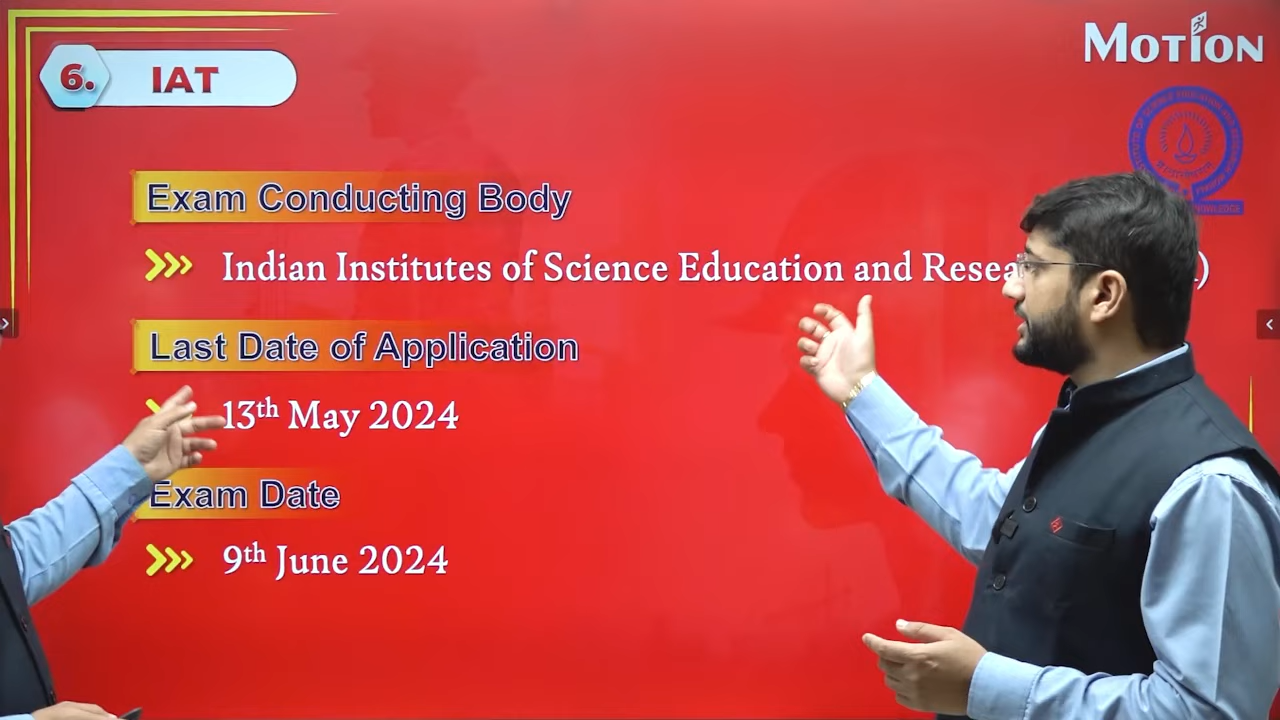 6. IAT
MOTION
Exam Conducting Body
Indian Institutes of Science Education and
Last Date of Application
13th May 2024
Exam Date
9th June 2024